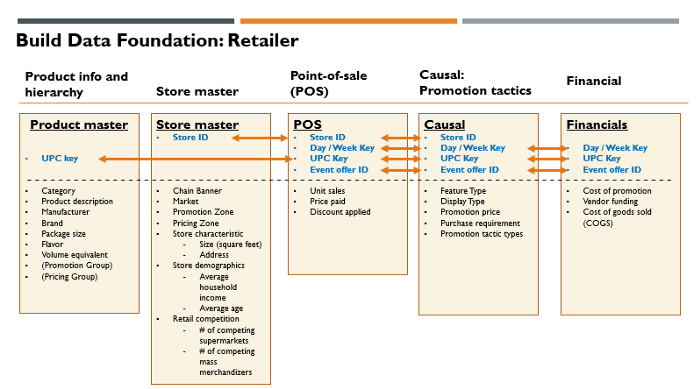 Build Data Foundation: Retailer
Product info and
hierarchy
Store master
Point-of-sale
(POS)
Causal:
Promotion tactics
Financial
Product master
• UPC key
• Category
• Product description
• Manufacturer
• Brand
• Package size
• Flavor
• Volume equivalent
• (Promotion Group)
• (Pricing Group)
Store master
• Store ID
• Chain Banner
• Market
• Promotion Zone
• Pricing Zone
• Store characteristic
- Size (square feet)
- Address
• Store demographics
- Average
household
income
- Average age
• Retail competition
- # of competing
supermarkets
- # of competing
mass
merchandizers
POS
• Store ID
• Day / Week Key
• UPC Key
• Event offer ID
• Unit sales
• Price paid
• Discount applied
Causal
• Store ID
• Day / Week Key
• UPC Key
• Event offer ID
• Feature Type
• Display Type
• Promotion price
• Purchase requirement
• Promotion tactic types
Financials
• Day / Week Key
• UPC Key
• Event offer ID
• Cost of promotion
• Vendor funding
• Cost of goods sold
(COGS)